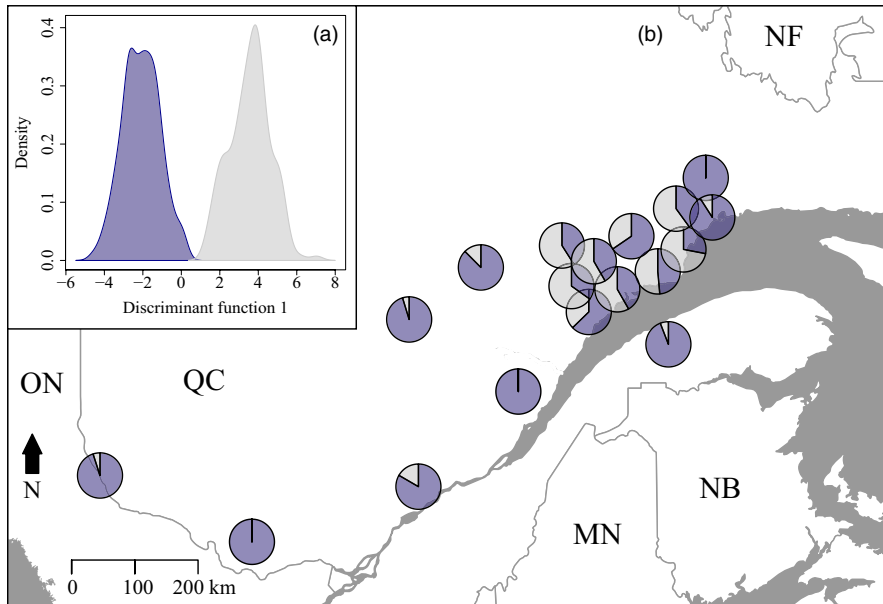 (a)
Density
0.0 0.1 0.2 0.3 0.4
−6 −4 −2 0 2 4 6 8
Discriminant function 1
(b)
NF
ON
QC
N
NB
MN
0 100 200 km